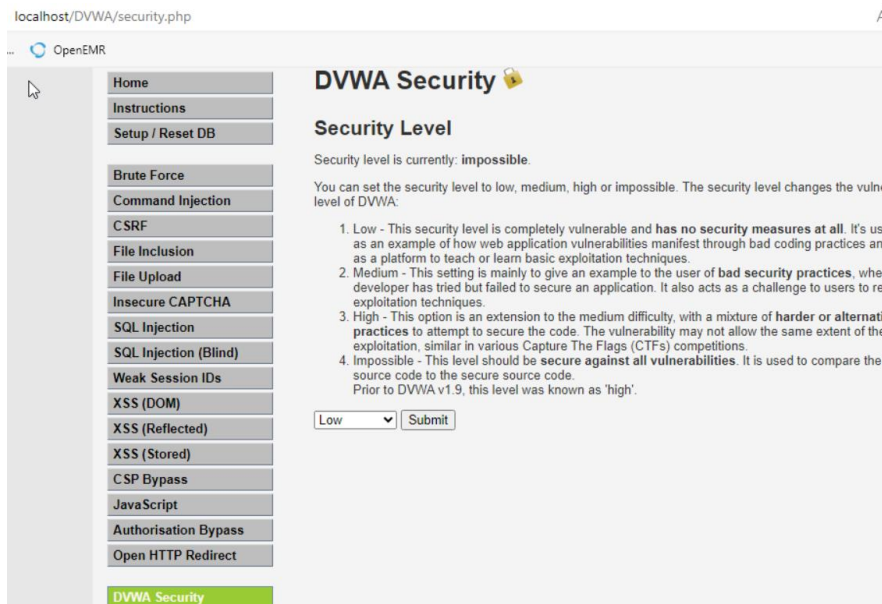 localhost/DVWA/security.php
... OpenEMR
Home
Instructions
Setup / Reset DB
Brute Force
Command Injection
CSRF
File Inclusion
File Upload
Insecure CAPTCHA
SQL Injection
SQL Injection (Blind)
Weak Session IDs
XSS (DOM)
XSS (Reflected)
XSS (Stored)
CSP Bypass
JavaScript
Authorisation Bypass
Open HTTP Redirect
DVWA Security
DVWA Security
Security Level
Security level is currently: impossible.
You can set the security level to low, medium, high or impossible. The security level changes the
level of DVWA:
1. Low - This security level is completely vulnerable and has no security measures at all. It's
as an example of how web application vulnerabilities manifest through bad coding practices
as a platform to teach or learn basic exploitation techniques.
2. Medium - This setting is mainly to give an example to the user of bad security practices,
developer has tried but failed to secure an application. It also acts as a challenge to users to
exploitation techniques.
3. High - This option is an extension to the medium difficulty, with a mixture of harder or
practices to attempt to secure the code. The vulnerability may not allow the same extent of
exploitation, similar in various Capture The Flags (CTFs) competitions.
4. Impossible - This level should be secure against all vulnerabilities. It is used to compare the
source code to the secure source code.
Prior to DVWA v1.9, this level was known as 'high'.
Low Submit